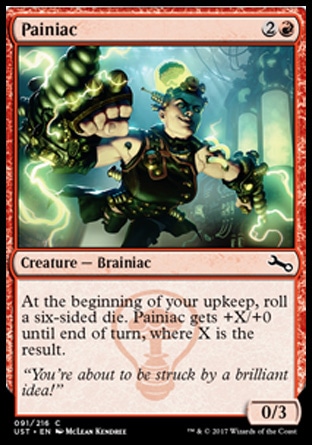 Painiac 2
Creature — Brainiac
At the beginning of your upkeep, roll
a six-sided die. Painiac gets +X/+0
until end of turn, where X is the
result.
“You’re about to be struck by a brilliant
idea!”
0/3
091/216 C
UST • EN McLean Kendree
™ & © 2017 Wizards of the Coast